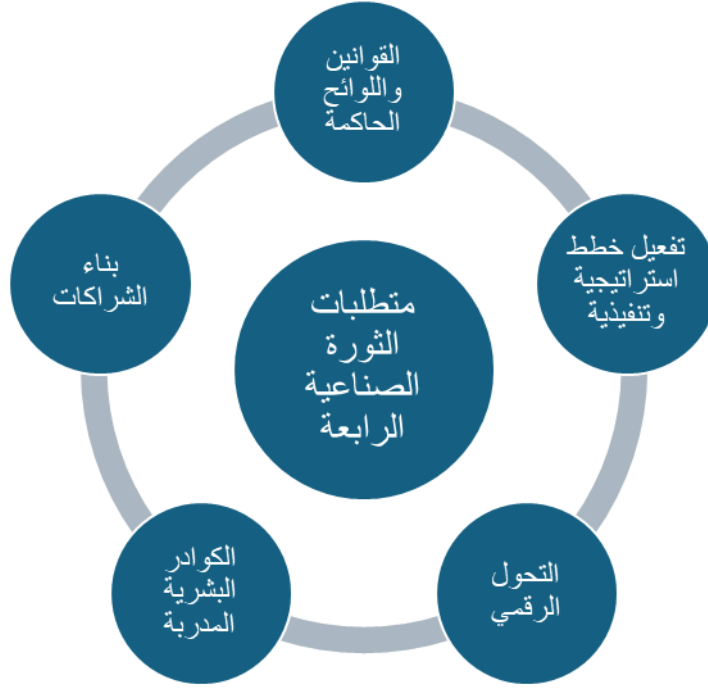 القوانين
واللوائح
الحاكمة
تفعيل خطط
استراتيجية
وتنفيذية
التحول
الرقمي
الكوادر
البشرية
المدربة
بناء
الشراكات
متطلبات
الثورة
الصناعية
الرابعة